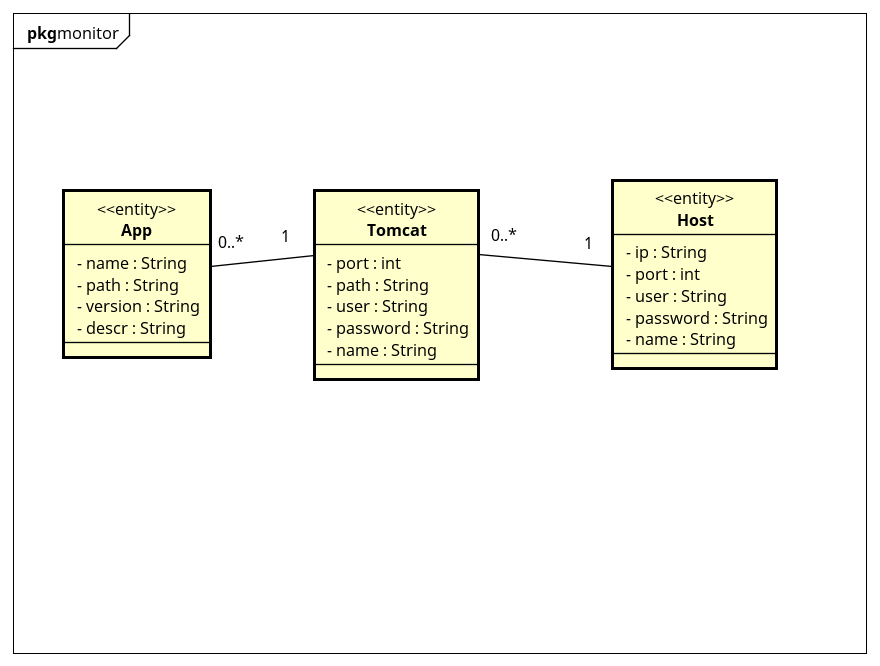 pkgmonitor
<<entity>>
App
- name : String
- path : String
- version : String
- descr : String
0..*
1
<<entity>>
Tomcat
- port : int
- path : String
- user : String
- password : String
- name : String
0..*
1
<<entity>>
Host
- ip : String
- port : int
- user : String
- password : String
- name : String